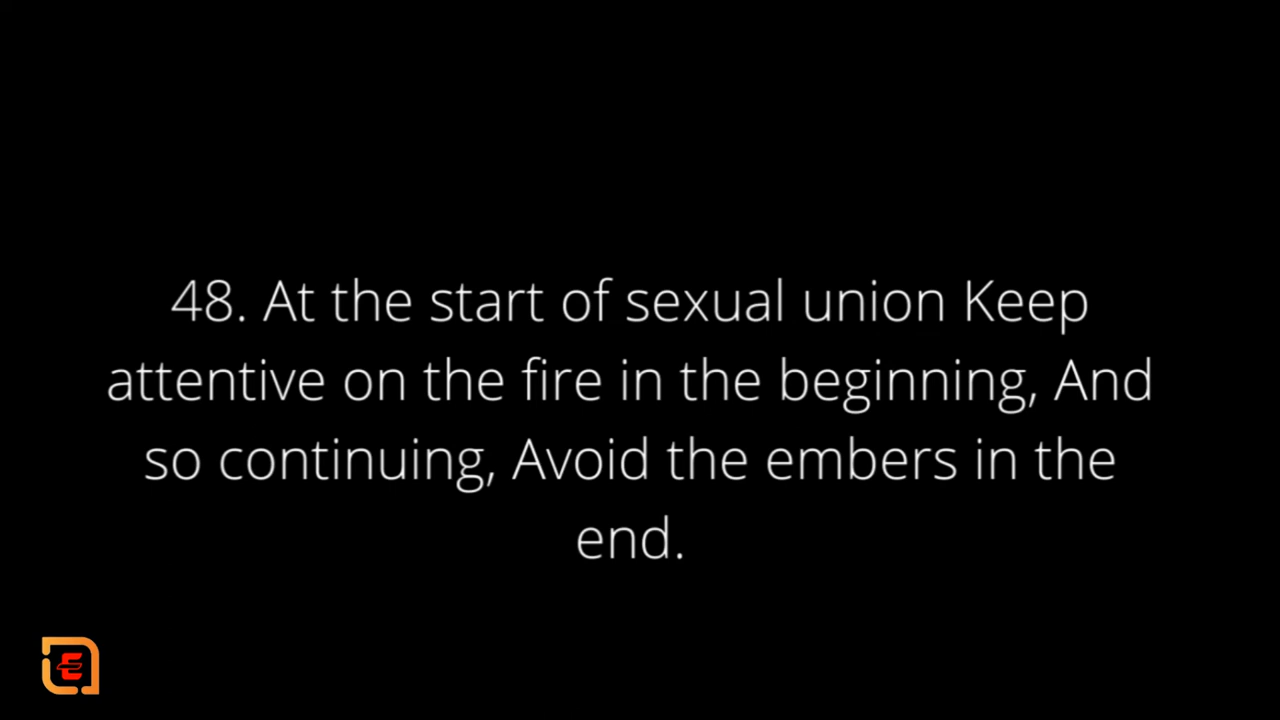 48. At the start of sexual union Keep
attentive on the fire in the beginning, And
so continuing, Avoid the embers in the
end.
E